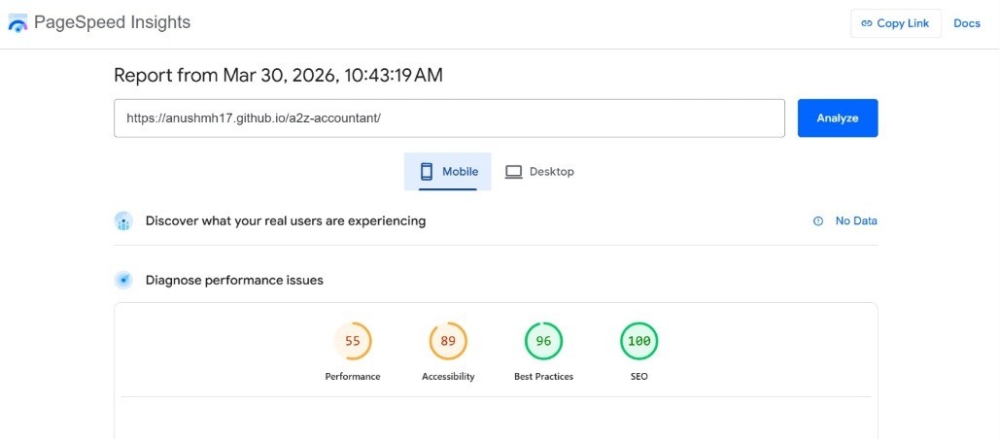 PageSpeed Insights
Copy Link
Docs
Report from Mar 30, 2026, 10:43:19 AM
https://anushmh17.github.io/a2z-accountant/
Analyze
Mobile
Desktop
Discover what your real users are experiencing
No Data
Diagnose performance issues
55
89
96
100
Performance
Accessibility
Best Practices
SEO